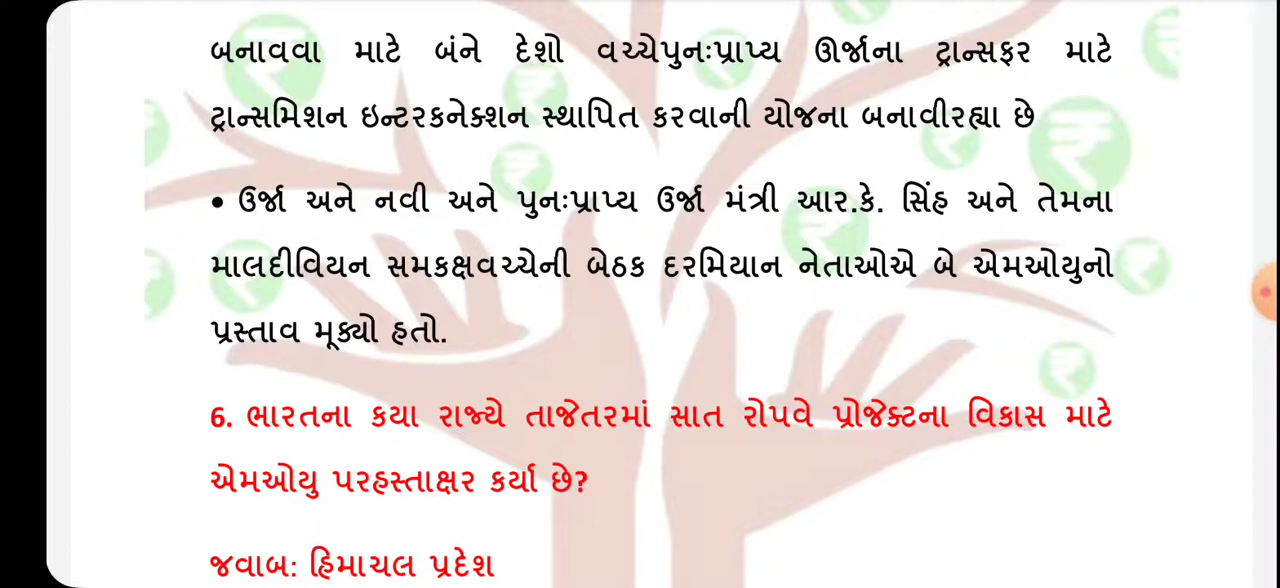 બનાવવા માટે બંને દેશો વચ્ચેપુનઃપ્રાપ્ય ઊર્જાના ટ્રાન્સફર માટે
ટ્રાન્સમિશન ઇન્ટરકનેક્શન સ્થાપિત કરવાની યોજના બનાવીરહ્યા છે
• ઉર્જા અને નવી અને પુનઃપ્રાપ્ય ઉર્જા મંત્રી આર.કે. સિંહ અને તેમના
માલદીવિયન સમકક્ષવચ્ચેની બેઠક દરમિયાન નેતાઓએ બે એમઓયુનો
પ્રસ્તાવ મૂક્યો હતો.
6. ભારતના કયા રાજ્યે તાજેતરમાં સાત રોપવે પ્રોજેક્ટના વિકાસ માટે
એમઓયુ પરહસ્તાક્ષર કર્યા છે?
જવાબ: હિમાચલ પ્રદેશ